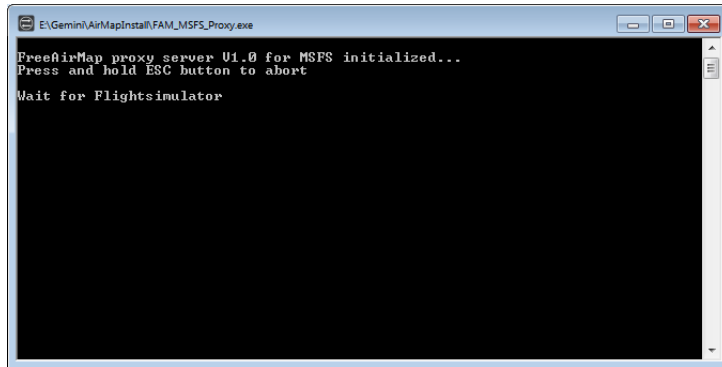 E:\Gemini\AirMapInstall\FAM_MSFS_Proxy.exe
FreeAirMap proxy server V1.0 for MSFS initialized...
Press and hold ESC button to abort
Wait for Flightsimulator